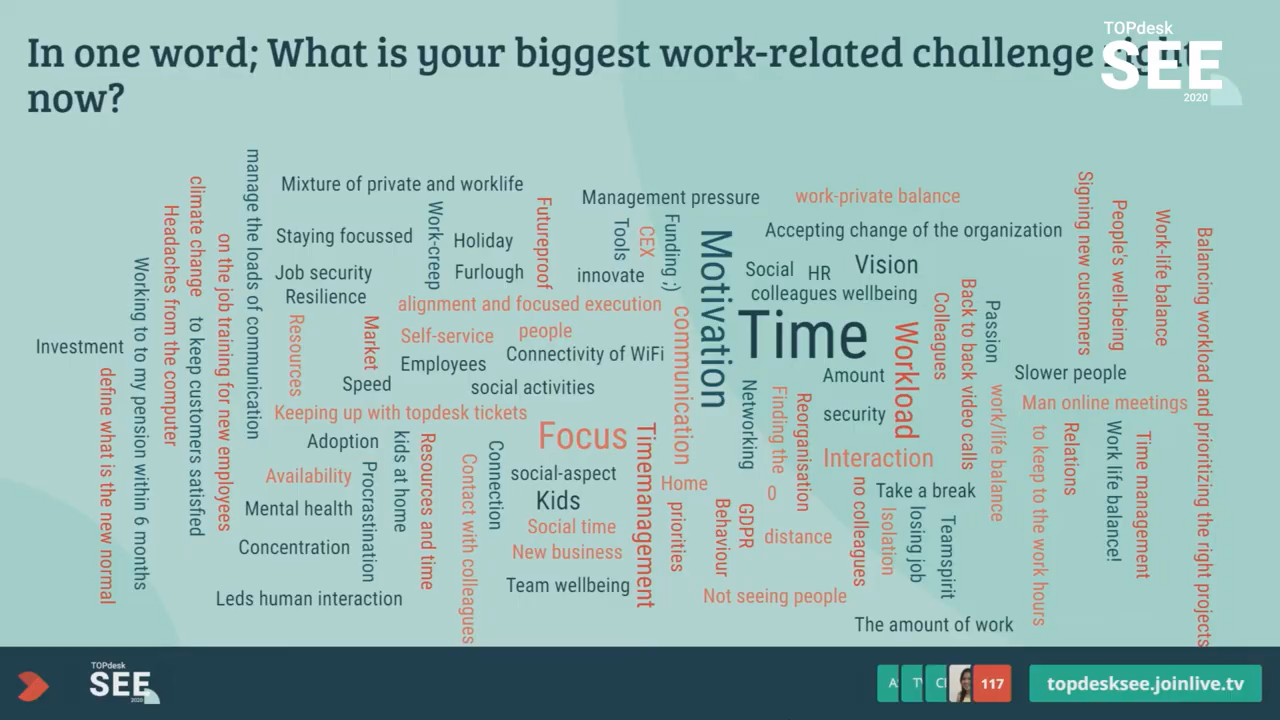 In one word; What is your biggest work-related challenge right
now?
TOPdesk
SEE
2020
Investment
define what is the new normal
Working to to my pension within 6 months
Headaches from the computer
climate change
to keep customers satisfied
on the job training for new employees
manage the loads of communication
Mixture of private and worklife
Staying focussed
Job security
Resilience
Work-creep
Holiday
Furlough
Futureproof
alignment and focused execution
Resources
Market
Self-service
people
Employees
Connectivity of WiFi
Speed
social activities
Keeping up with topdesk tickets
Adoption
Availability
Mental health
Concentration
Leds human interaction
Procrastination
kids at home
Resources and time
Contact with colleagues
Connection
Focus
social-aspect
Kids
Social time
New business
Team wellbeing
Timemanagement
Management pressure
Tools
CEX
Funding ;)
innovate
communication
Motivation
work-private balance
Accepting change of the organization
Social
HR
Vision
colleagues wellbeing
Time
Workload
Colleagues
Back to back video calls
Passion
Amount
security
Networking
Finding the
0
Reorganisation
Interaction
Home
priorities
Behaviour
GDPR
distance
Not seeing people
no colleagues
Isolation
Take a break
losing job
Teamspirit
The amount of work
work/life balance
Slower people
Man online meetings
to keep to the work hours
Relations
Work life balance!
Time management
Signing new customers
People's well-being
Work-life balance
Balancing workload and prioritizing the right projects
TOPdesk
SEE
2020
A
T
C
117
topdesksee.joinlive.tv